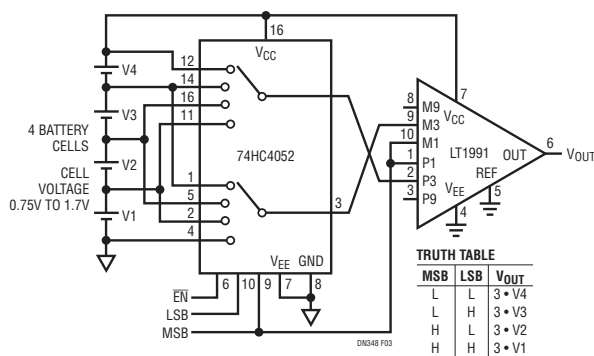 16
VCC
12
14
16
11
V4
V3
4 BATTERY
CELLS
V2
CELL
VOLTAGE
0.75V TO 1.7V
V1
74HC4052
1
5
2
4
3
VEE GND
6 10 9 7 8
EN
LSB
MSB
DN348 F03
7
8 M9
VCC
9 M3
10 M1
1 P1
2 P3
3 P9
LT1991
OUT
6
VOUT
REF
VEE
5
4
TRUTH TABLE
MSB LSB VOUT
L L 3 • V4
L H 3 • V3
H L 3 • V2
H H 3 • V1